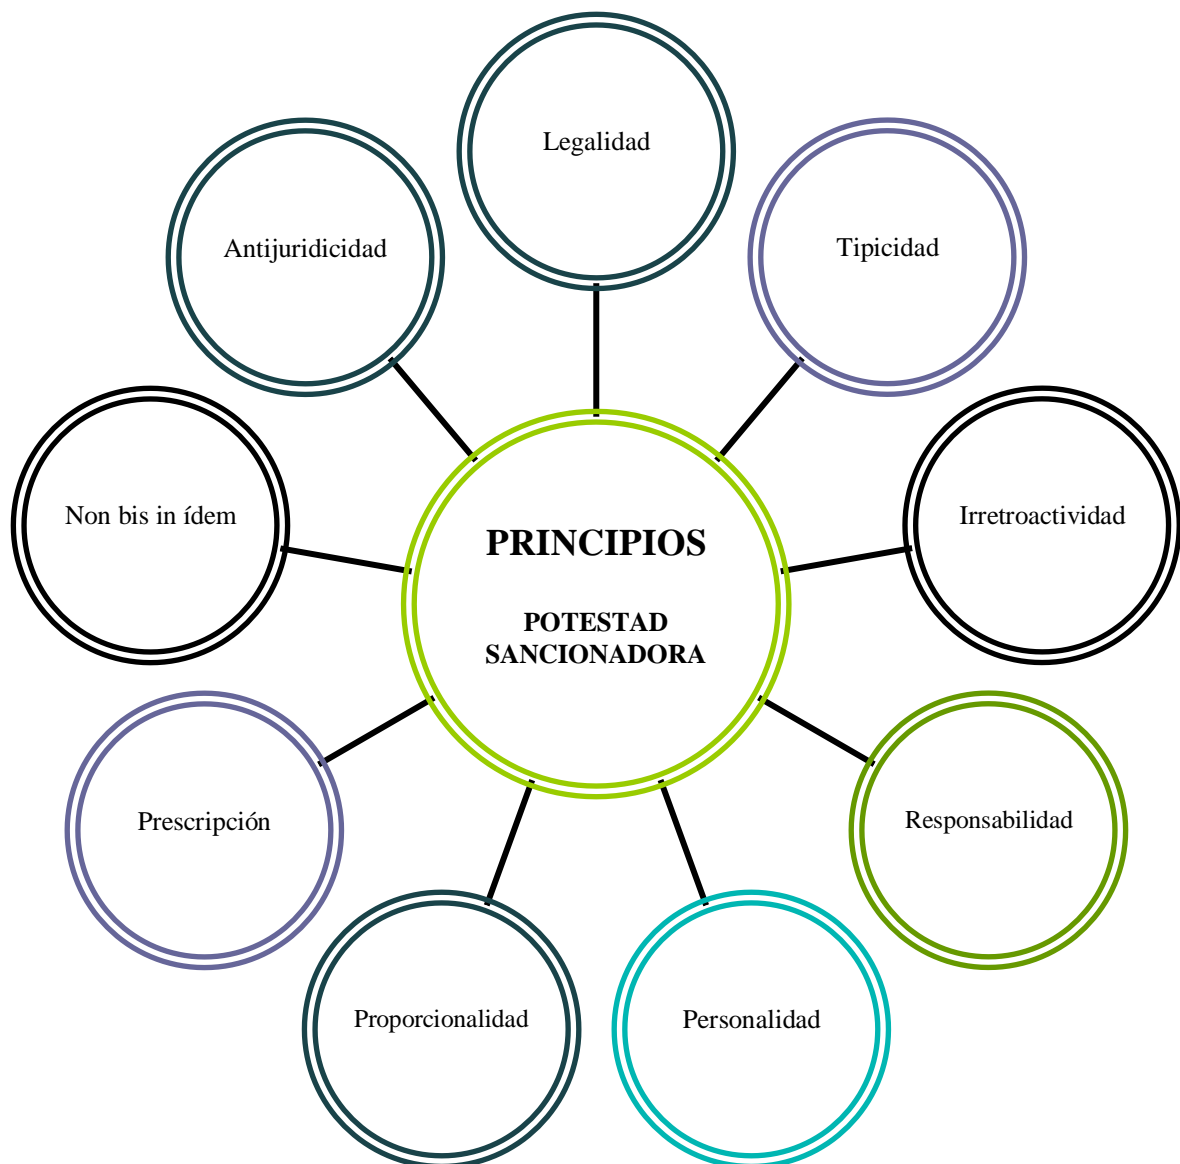 Legalidad
Tipicidad
Antijuridicidad
Non bis in ídem
Irretroactividad
PRINCIPIOS
POTESTAD
SANCIONADORA
Prescripción
Responsabilidad
Proporcionalidad
Personalidad